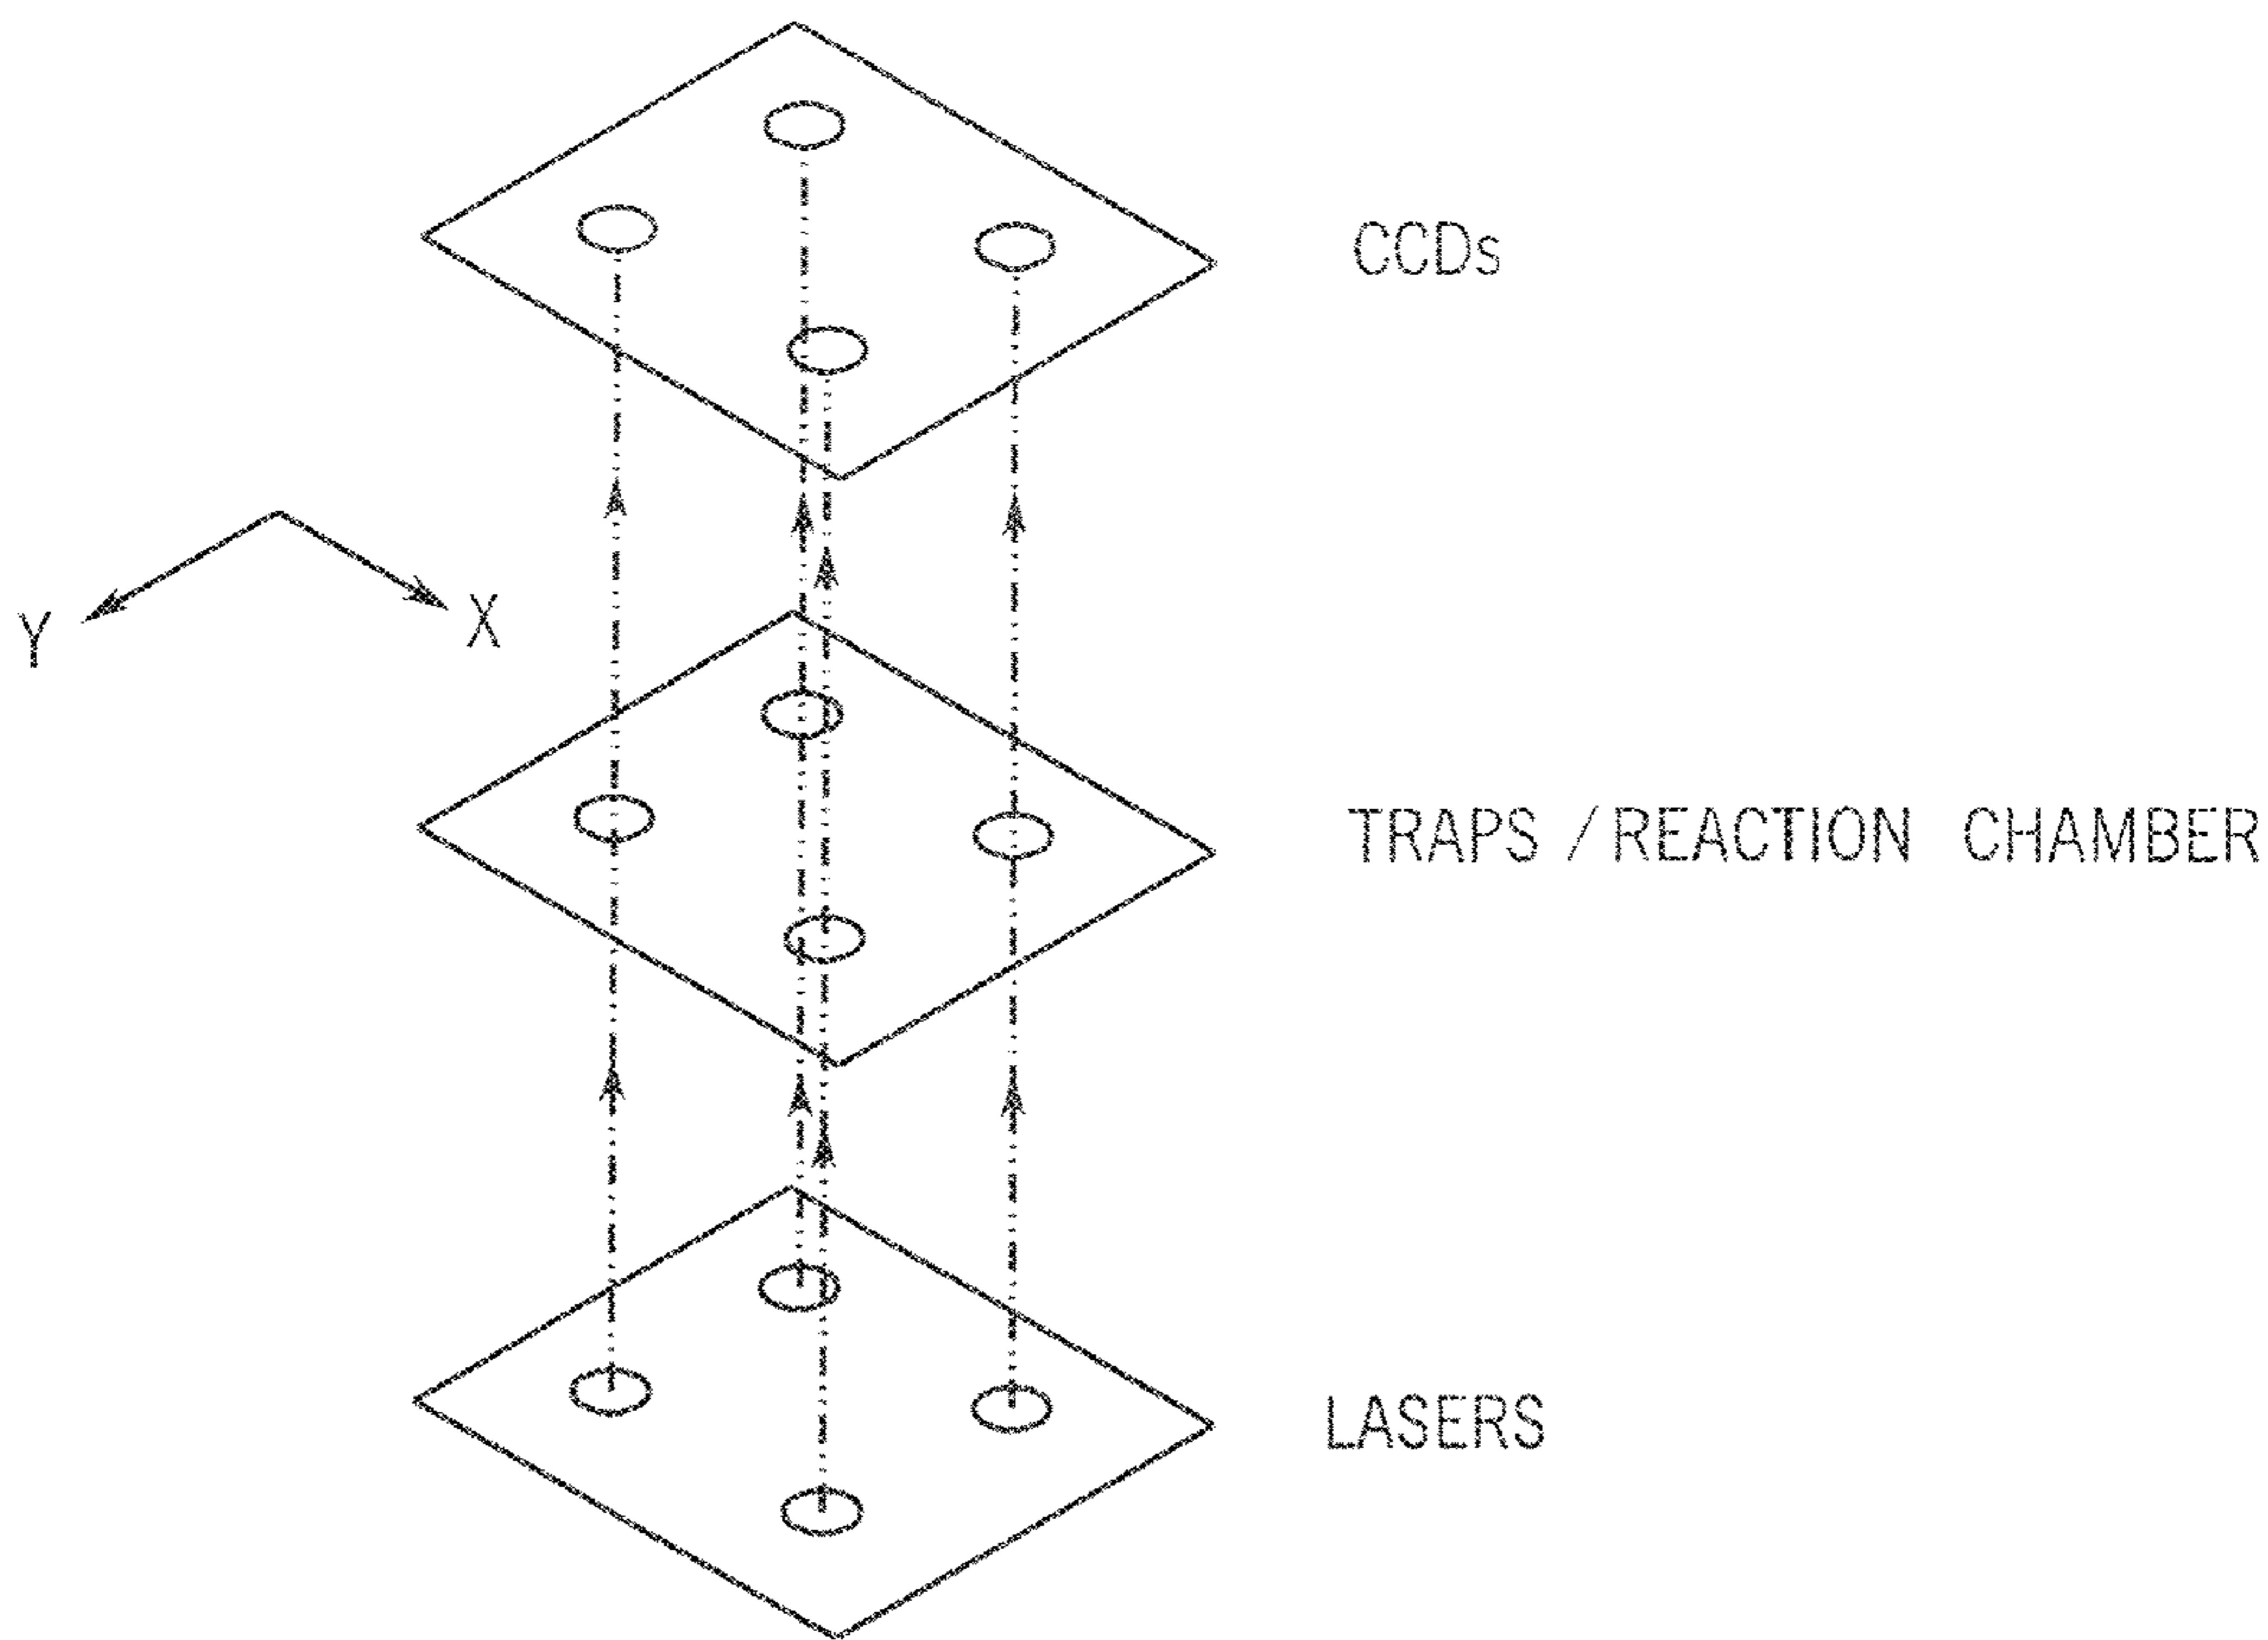 CCDs
Y
X
TRAPS / REACTION CHAMBER
LASERS